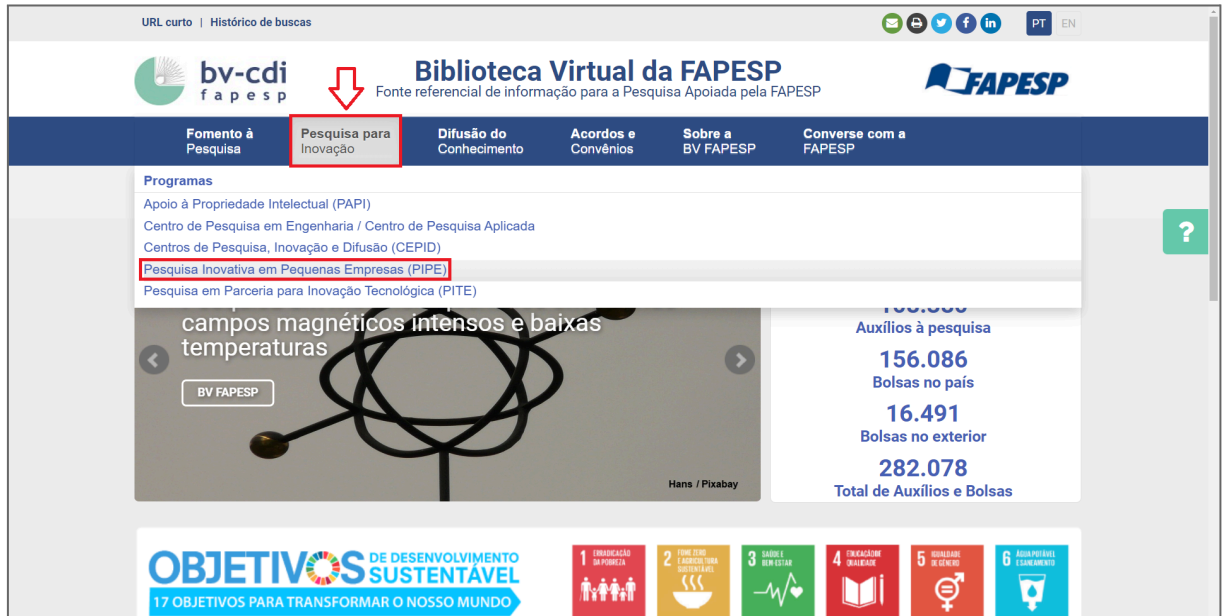 URL curto | Histórico de buscas
PT EN
bv-cdi
fapesp
Biblioteca Virtual da FAPESP
Fonte referencial de informação para a Pesquisa Apoiada pela FAPESP
FAPESP
Fomento à
Pesquisa
Pesquisa para
Inovação
Difusão do
Conhecimento
Acordos e
Convênios
Sobre a
BV FAPESP
Converse com a
FAPESP
Programas
Apoio à Propriedade Intelectual (PAPI)
Centro de Pesquisa em Engenharia / Centro de Pesquisa Aplicada
Centros de Pesquisa, Inovação e Difusão (CEPID)
Pesquisa Inovativa em Pequenas Empresas (PIPE)
Pesquisa em Parceria para Inovação Tecnológica (PITE)
?
campos magnéticos intensos e baixas
temperaturas
BV FAPESP
Hans / Pixabay
Auxílios à pesquisa
156.086
Bolsas no país
16.491
Bolsas no exterior
282.078
Total de Auxílios e Bolsas
OBJETIVOS DE DESENVOLVIMENTO
SUSTENTÁVEL
17 OBJETIVOS PARA TRANSFORMAR O NOSSO MUNDO
1 ERRADICAÇÃO
DA POBREZA
2 FOME ZERO
E AGRICULTURA
SUSTENTÁVEL
3 SAÚDE E
BEM-ESTAR
4 EDUCAÇÃO DE
QUALIDADE
5 IGUALDADE
DE GÊNERO
6 ÁGUA POTÁVEL
E SANEAMENTO